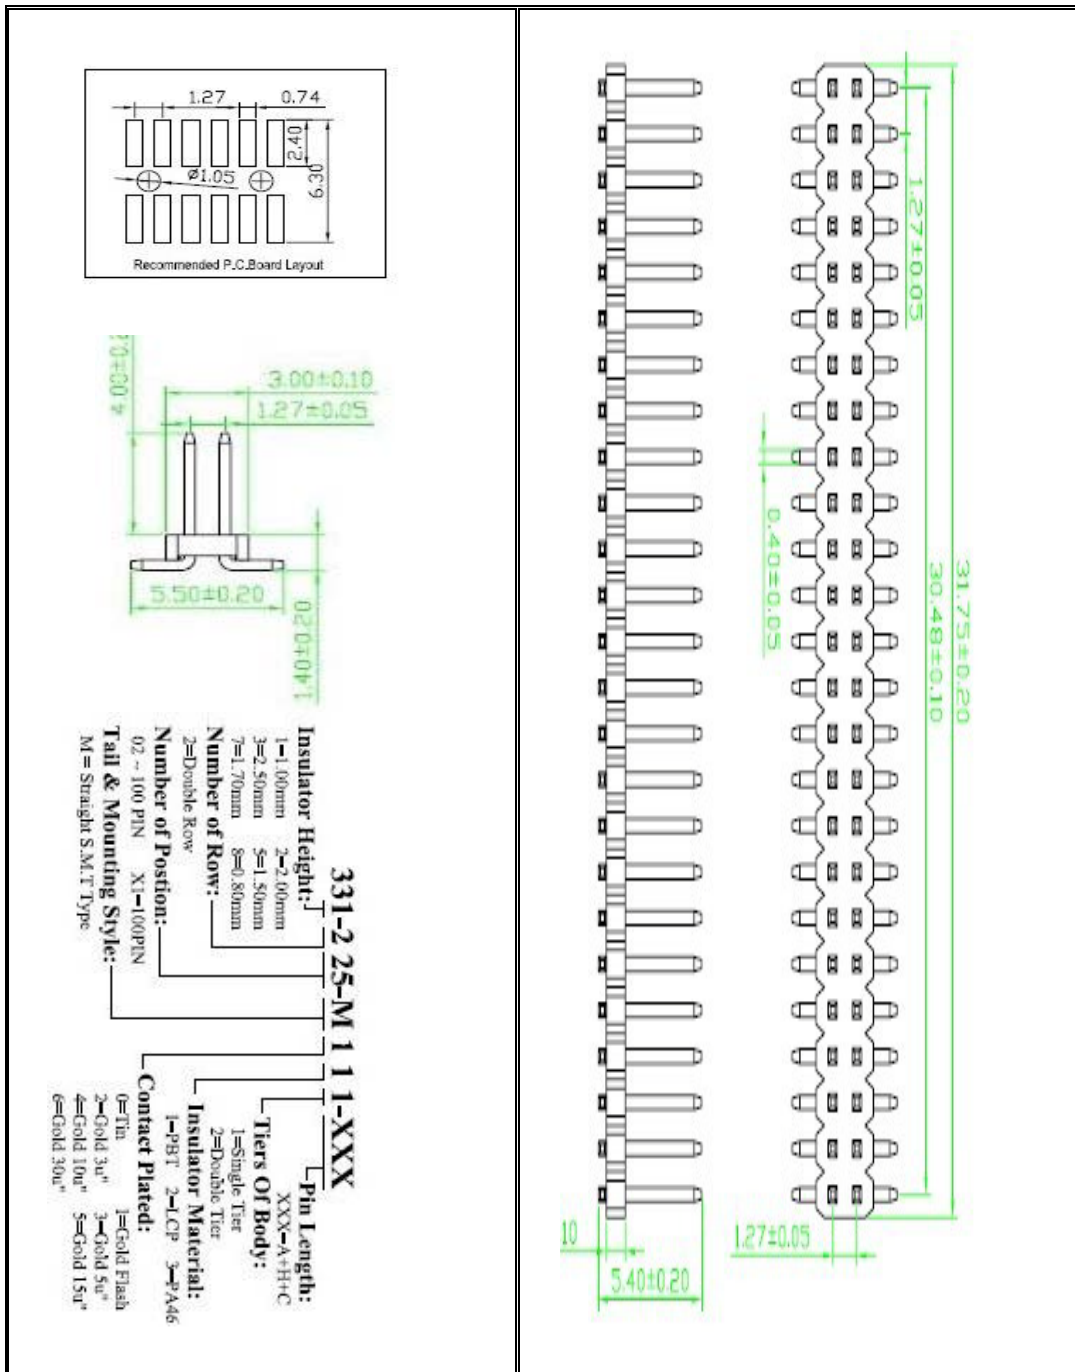 1.27
0.74
2.40
6.30
ø1.05
Recommended P.C.Board Layout
3.00±0.10
1.27±0.05
5.50±0.20
1.40±0.20
331-2 25-M 1 1 1-XXX
Insulator Height:
1=1.00mm 2=2.00mm
3=2.50mm 5=1.50mm
7=1.70mm 8=0.80mm
Number of Row:
2=Double Row
Number of Postion:
02~100 PIN X1=100PIN
Tail & Mounting Style:
M= Straight S.M.T Type
Pin Length:
XXX=A+H+C
Tiers Of Body:
1=Single Tier
2=Double Tier
Insulator Material:
1=PBT 2=LCP 3=PA46
Contact Plated:
0=Tin 1=Gold Flash
2=Gold 3u" 3=Gold 5u"
4=Gold 10u" 5=Gold 15u"
6=Gold 30u"
1.27±0.05
0.40±0.05
31.75±0.20
30.48±0.10
10
5.40±0.20
1.27±0.05